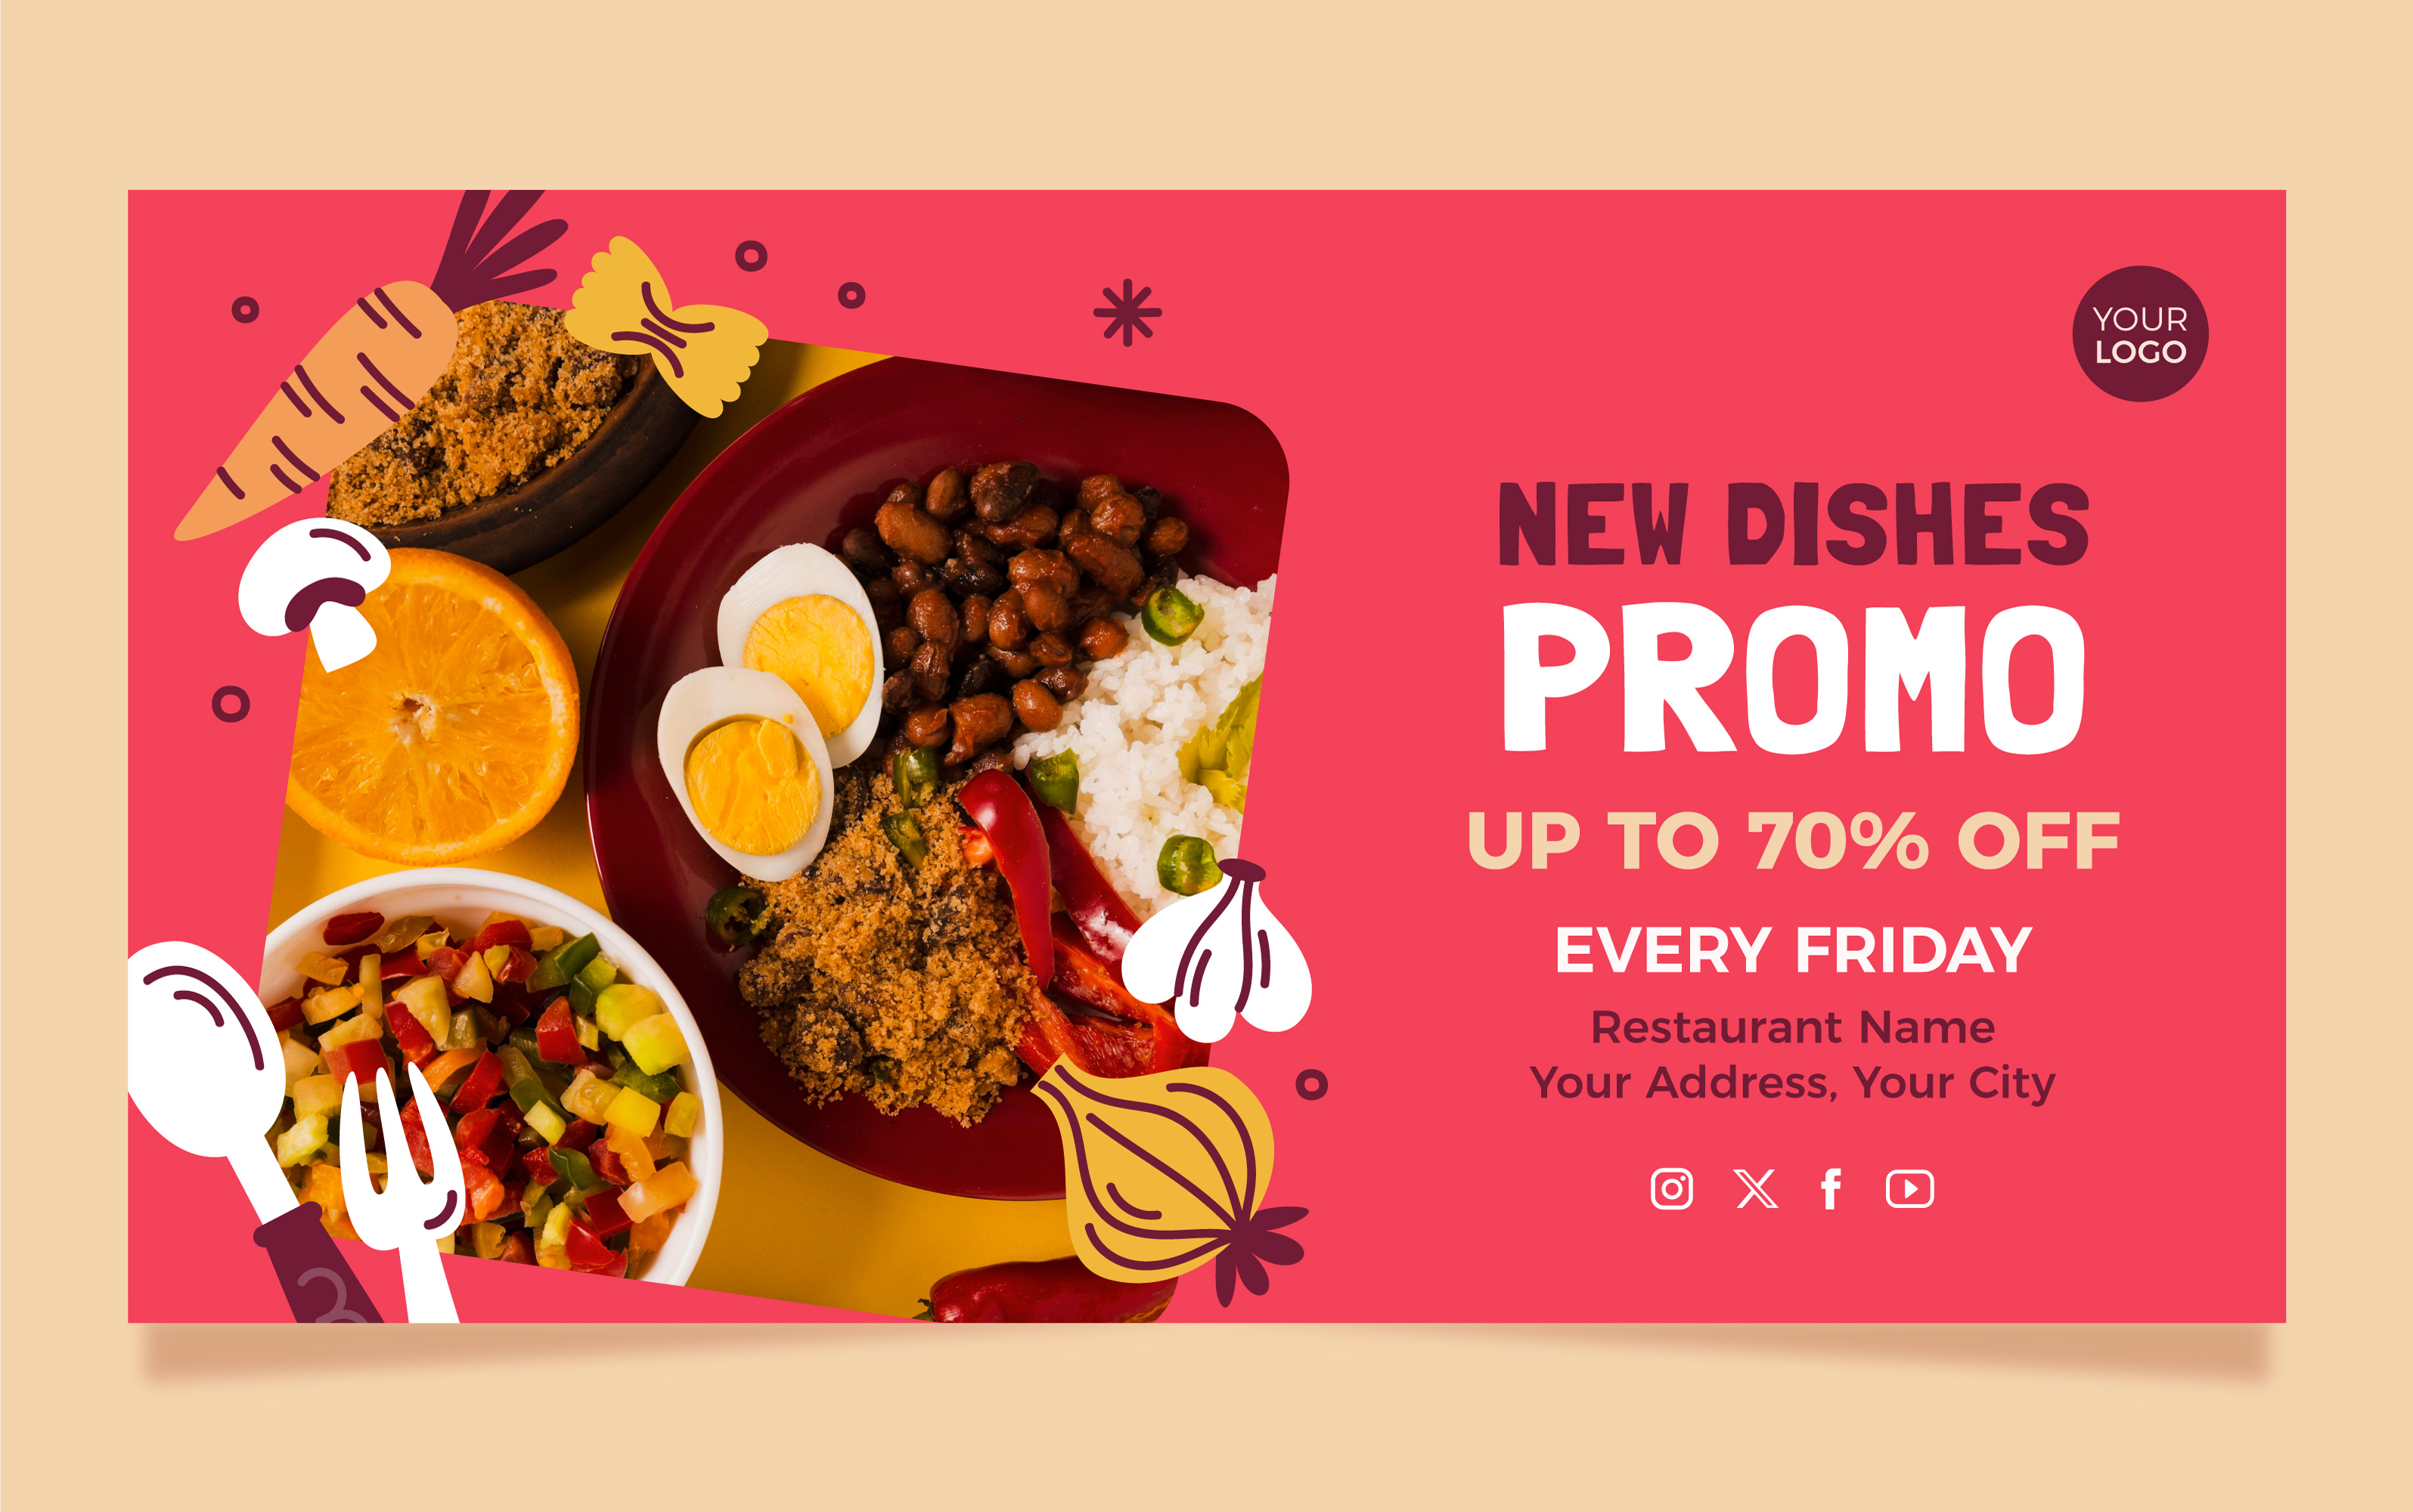 YOUR
LOGO
NEW DISHES
PROMO
UP TO 70% OFF
EVERY FRIDAY
Restaurant Name
Your Address, Your City